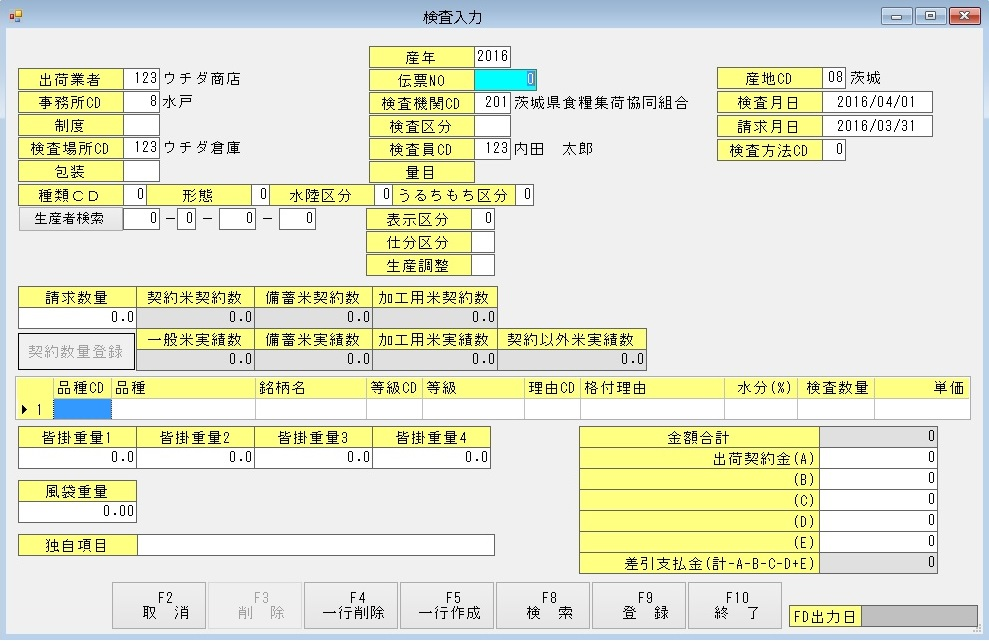 検査入力
産年 2016
出荷業者 123 ウチダ商店 伝票NO 0 産地CD 08 茨城
事務所CD 8 水戸 検査機関CD 201 茨城県食糧集荷協同組合 検査月日 2016/04/01
制度 検査区分 請求月日 2016/03/31
検査場所CD 123 ウチダ倉庫 検査員CD 123 内田 太郎 検査方法CD 0
包装 量目
種類CD 0 形態 0 水陸区分 0 うるちもち区分 0
生産者検索 0 - 0 - 0 - 0 表示区分 0
仕分区分
生産調整
請求数量 契約米契約数 備蓄米契約数 加工用米契約数
0.0 0.0 0.0 0.0
契約数量登録 一般米実績数 備蓄米実績数 加工用米実績数 契約以外米実績数
0.0 0.0 0.0 0.0
品種CD 品種 銘柄名 等級CD 等級 理由CD 格付理由 水分(%) 検査数量 単価
1
皆掛重量1 皆掛重量2 皆掛重量3 皆掛重量4 金額合計 0
0.0 0.0 0.0 0.0 出荷契約金(A) 0
(B) 0
風袋重量 (C) 0
0.00 (D) 0
独自項目 (E) 0
差引支払金(計-A-B-C-D+E) 0
F2 F3 F4 F5 F8 F9 F10
取 消 削 除 一行削除 一行作成 検 索 登 録 終 了 FD出力日